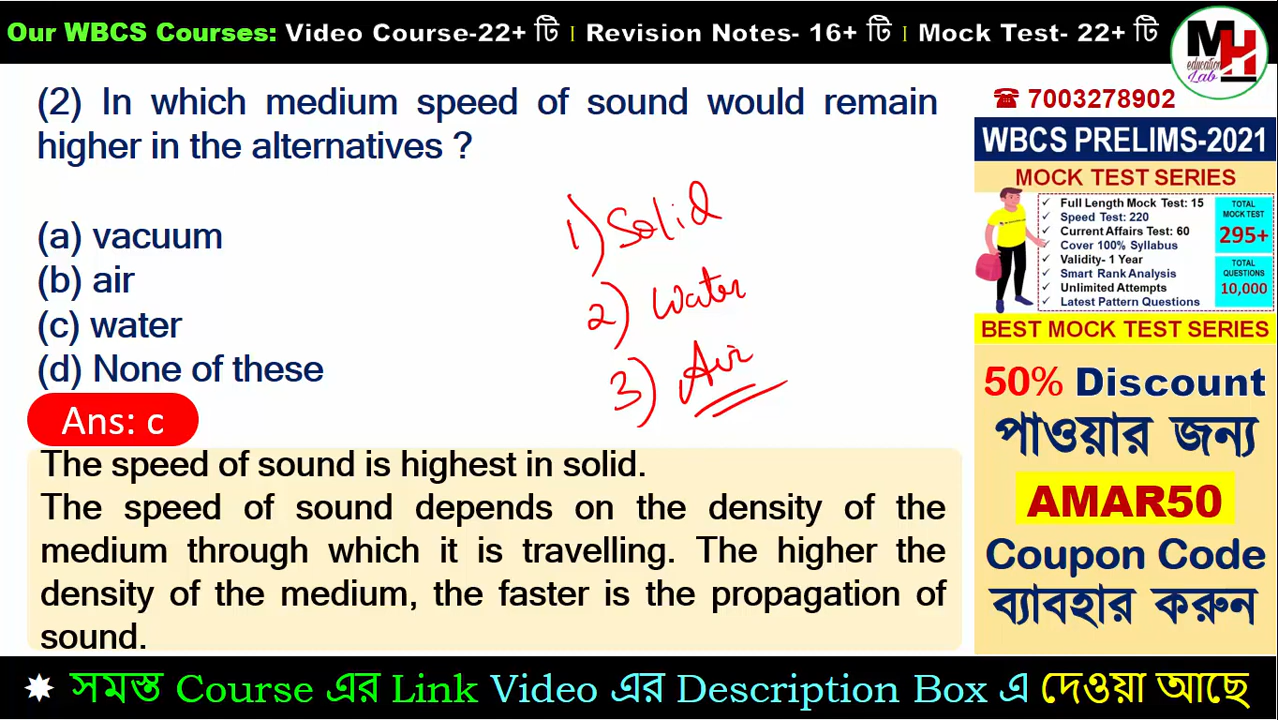 Our WBCS Courses: Video Course-22+ টি | Revision Notes- 16+ টি | Mock Test- 22+ টি
MH
education
Lab
☎ 7003278902
(2) In which medium speed of sound would remain
higher in the alternatives ?
(a) vacuum
(b) air
(c) water
(d) None of these
1) Solid
2) Water
3) Air
Ans: c
The speed of sound is highest in solid.
The speed of sound depends on the density of the
medium through which it is travelling. The higher the
density of the medium, the faster is the propagation of
sound.
WBCS PRELIMS-2021
MOCK TEST SERIES
✓ Full Length Mock Test: 15
✓ Speed Test: 220
✓ Current Affairs Test: 60
✓ Cover 100% Syllabus
✓ Validity- 1 Year
✓ Smart Rank Analysis
✓ Unlimited Attempts
✓ Latest Pattern Questions
TOTAL
MOCK TEST
295+
TOTAL
QUESTIONS
10,000
BEST MOCK TEST SERIES
50% Discount
পাওয়ার জন্য
AMAR50
Coupon Code
ব্যাবহার করুন
✸ সমস্ত Course এর Link Video এর Description Box এ দেওয়া আছে